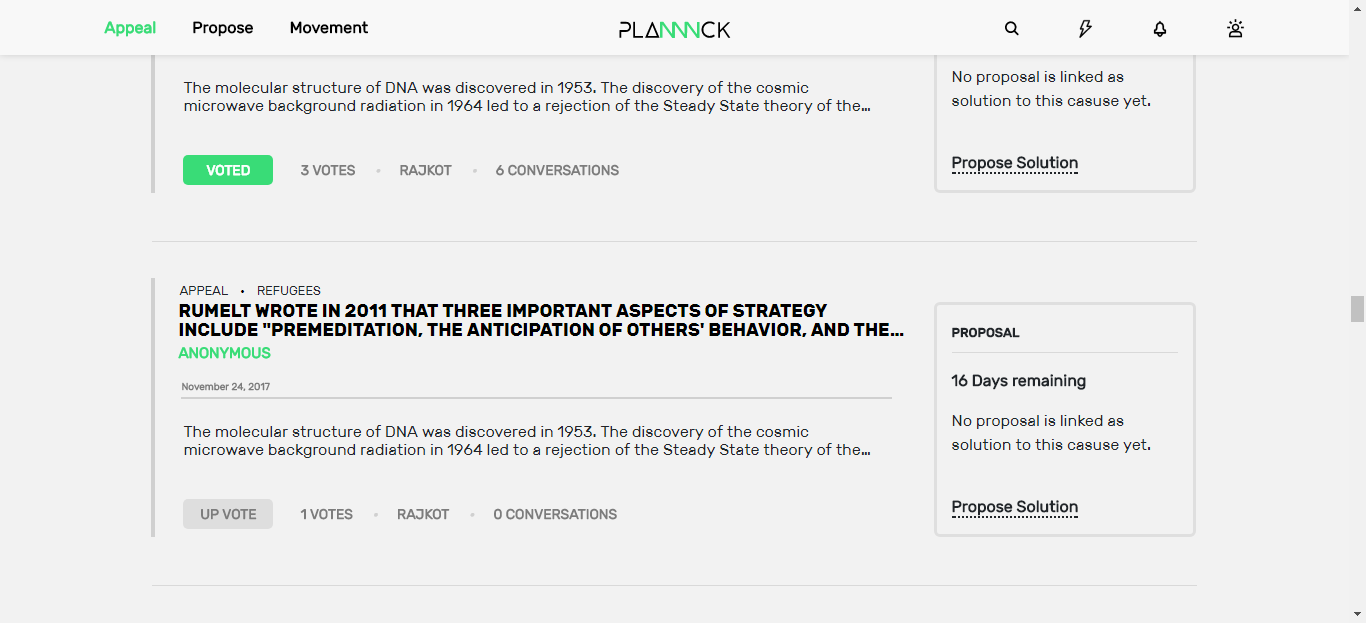 Appeal Propose Movement PLANNNCK
The molecular structure of DNA was discovered in 1953. The discovery of the cosmic
microwave background radiation in 1964 led to a rejection of the Steady State theory of the...
No proposal is linked as
solution to this casuse yet.
Propose Solution
VOTED 3 VOTES • RAJKOT • 6 CONVERSATIONS
APPEAL • REFUGEES
RUMELT WROTE IN 2011 THAT THREE IMPORTANT ASPECTS OF STRATEGY
INCLUDE "PREMEDITATION, THE ANTICIPATION OF OTHERS' BEHAVIOR, AND THE...
ANONYMOUS
November 24, 2017
The molecular structure of DNA was discovered in 1953. The discovery of the cosmic
microwave background radiation in 1964 led to a rejection of the Steady State theory of the...
UP VOTE 1 VOTES • RAJKOT • 0 CONVERSATIONS
PROPOSAL
16 Days remaining
No proposal is linked as
solution to this casuse yet.
Propose Solution